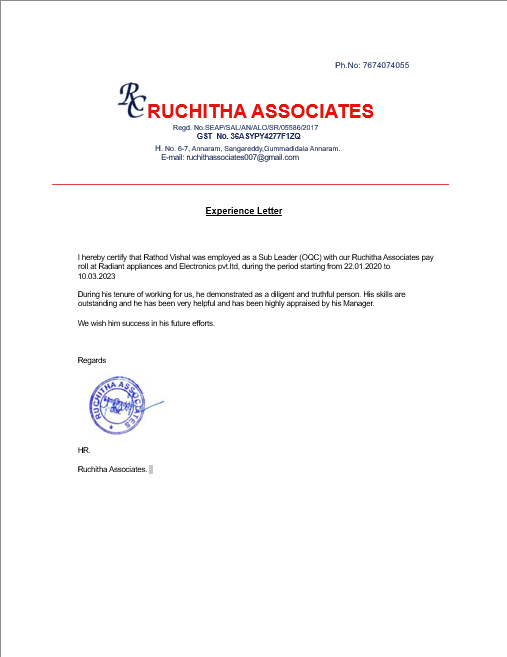 Ph.No: 7674074055
RC
RUCHITHA ASSOCIATES
Regd. No.SEAP/SAL/AN/ALO/SR/05586/2017
GST No. 36ASYPY4277F1ZQ
H. No. 6-7, Annaram, Sangareddy,Gummadidala Annaram.
E-mail: ruchithassociates007@gmail.com
Experience Letter
I hereby certify that Rathod Vishal was employed as a Sub Leader (OQC) with our Ruchitha Associates pay
roll at Radiant appliances and Electronics pvt.ltd, during the period starting from 22.01.2020 to
10.03.2023
During his tenure of working for us, he demonstrated as a diligent and truthful person. His skills are
outstanding and he has been very helpful and has been highly appraised by his Manager.
We wish him success in his future efforts.
Regards
RUCHITHA ASSOCIATES
HR.
Ruchitha Associates.